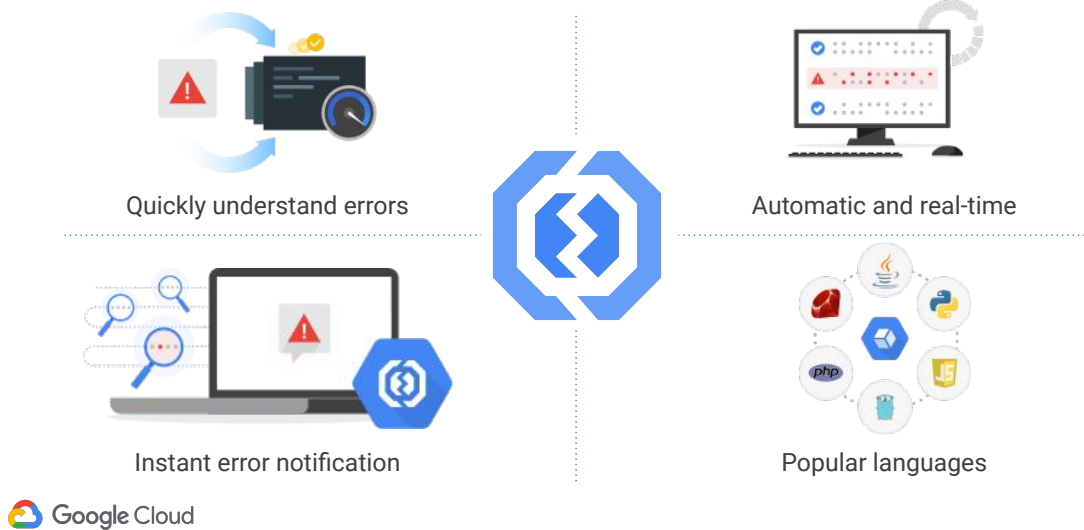 Quickly understand errors
Automatic and real-time
Instant error notification
php
JS
Popular languages
Google Cloud